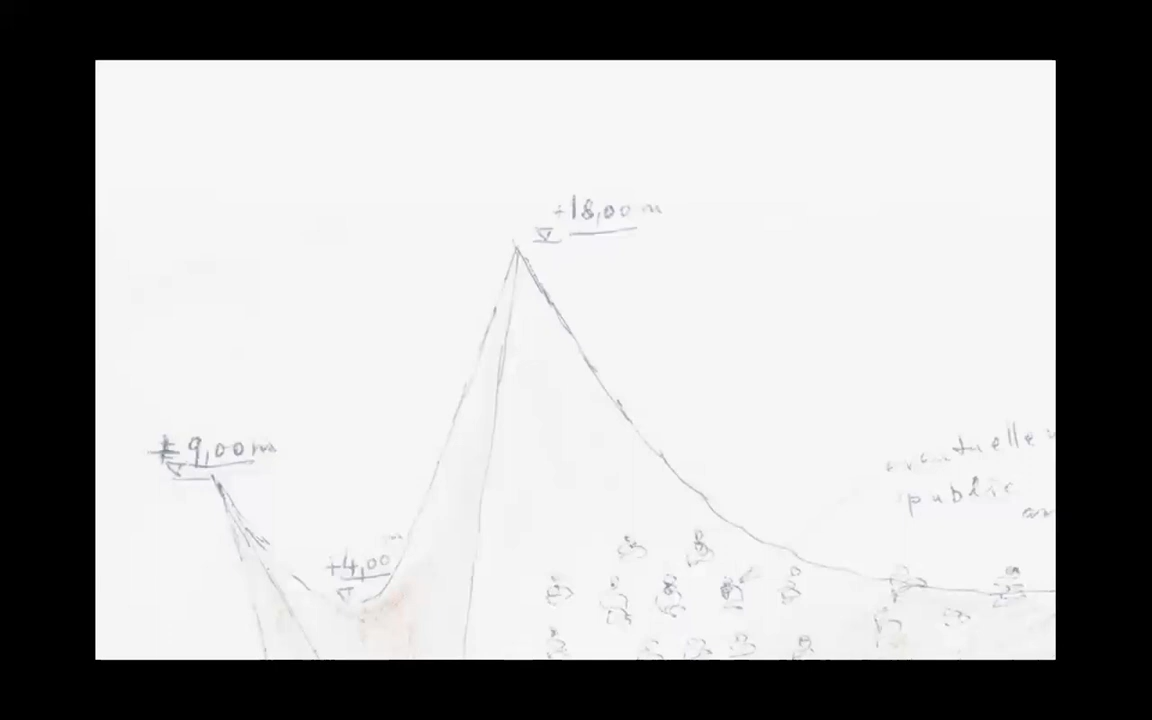 +18,00 m
±9,00 m
+4,00 m
eventuelle
public